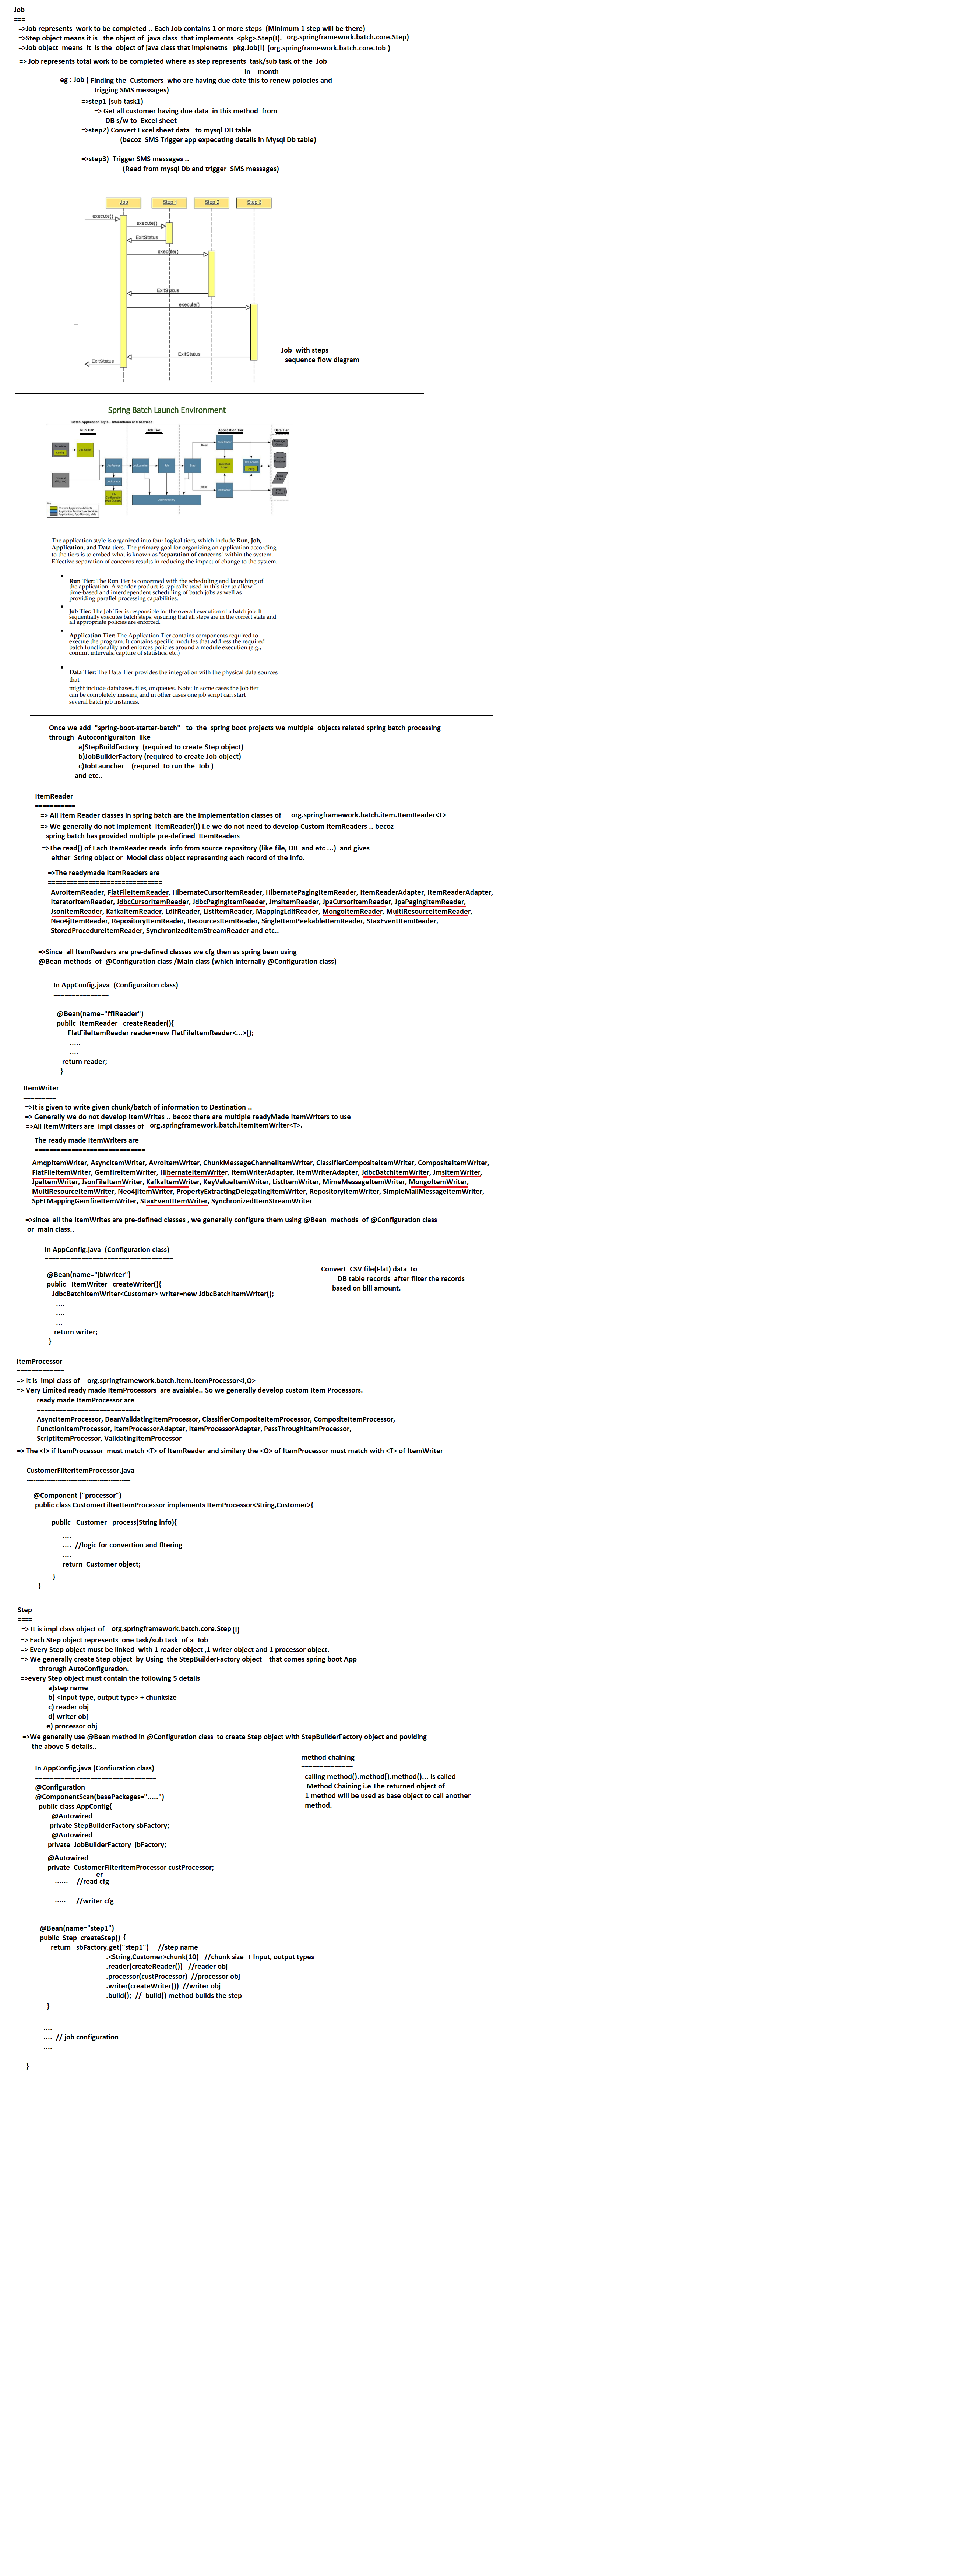 Job
===
=>Job represents work to be completed .. Each Job contains 1 or more steps (Minimum 1 step will be there)
=>Step object means it is the object of java class that implements <pkg>.Step(I). org.springframework.batch.core.Step)
=>Job object means it is the object of java class that implenetns pkg.Job(I) (org.springframework.batch.core.Job )
=> Job represents total work to be completed where as step represents task/sub task of the Job
in month
eg : Job ( Finding the Customers who are having due date this to renew polocies and
trigging SMS messages)
=>step1 (sub task1)
=> Get all customer having due data in this method from
DB s/w to Excel sheet
=>step2) Convert Excel sheet data to mysql DB table
(becoz SMS Trigger app expeceting details in Mysql Db table)
=>step3) Trigger SMS messages ..
(Read from mysql Db and trigger SMS messages)
Job Step 1 Step 2 Step 3
execute()
execute()
ExitStatus
execute()
ExitStatus
execute()
ExitStatus
ExitStatus
Job with steps
sequence flow diagram
Spring Batch Launch Environment
Batch Application Style – Interactions and Services
Run Tier Job Tier Application Tier Data Tier
The application style is organized into four logical tiers, which include Run, Job,
Application, and Data tiers. The primary goal for organizing an application according
to the tiers is to embed what is known as "separation of concerns" within the system.
Effective separation of concerns results in reducing the impact of change to the system.
• Run Tier: The Run Tier is concerned with the scheduling and launching of
the application. A vendor product is typically used in this tier to allow
time-based and interdependent scheduling of batch jobs as well as
providing parallel processing capabilities.
• Job Tier: The Job Tier is responsible for the overall execution of a batch job. It
sequentially executes batch steps, ensuring that all steps are in the correct state and
all appropriate policies are enforced.
• Application Tier: The Application Tier contains components required to
execute the program. It contains specific modules that address the required
batch functionality and enforces policies around a module execution (e.g.,
commit intervals, capture of statistics, etc.)
• Data Tier: The Data Tier provides the integration with the physical data sources
that
might include databases, files, or queues. Note: In some cases the Job tier
can be completely missing and in other cases one job script can start
several batch job instances.
Once we add "spring-boot-starter-batch" to the spring boot projects we multiple objects related spring batch processing
through Autoconfiguraiton like
a)StepBuildFactory (required to create Step object)
b)JobBuilderFactory (required to create Job object)
c)JobLauncher (requred to run the Job )
and etc..
ItemReader
===========
=> All Item Reader classes in spring batch are the implementation classes of org.springframework.batch.item.ItemReader<T>
=> We generally do not implement ItemReader(I) i.e we do not need to develop Custom ItemReaders .. becoz
spring batch has provided multiple pre-defined ItemReaders
=>The read() of Each ItemReader reads info from source repository (like file, DB and etc ...) and gives
either String object or Model class object representing each record of the Info.
=>The readymade ItemReaders are
===============================
AvroItemReader, FlatFileItemReader, HibernateCursorItemReader, HibernatePagingItemReader, ItemReaderAdapter, ItemReaderAdapter,
IteratorItemReader, JdbcCursorItemReader, JdbcPagingItemReader, JmsItemReader, JpaCursorItemReader, JpaPagingItemReader,
JsonItemReader, KafkaItemReader, LdifReader, ListItemReader, MappingLdifReader, MongoItemReader, MultiResourceItemReader,
Neo4jItemReader, RepositoryItemReader, ResourcesItemReader, SingleItemPeekableItemReader, StaxEventItemReader,
StoredProcedureItemReader, SynchronizedItemStreamReader and etc..
=>Since all ItemReaders are pre-defined classes we cfg then as spring bean using
@Bean methods of @Configuration class /Main class (which internally @Configuration class)
In AppConfig.java (Configuraiton class)
===============
@Bean(name="ffiReader")
public ItemReader createReader(){
FlatFileItemReader reader=new FlatFileItemReader<...>();
.....
....
return reader;
}
ItemWriter
=========
=>It is given to write given chunk/batch of information to Destination ..
=> Generally we do not develop ItemWrites .. becoz there are multiple readyMade ItemWriters to use
=>All ItemWriters are impl classes of org.springframework.batch.itemItemWriter<T>.
The ready made ItemWriters are
==============================
AmqpItemWriter, AsyncItemWriter, AvroItemWriter, ChunkMessageChannelItemWriter, ClassifierCompositeItemWriter, CompositeItemWriter,
FlatFileItemWriter, GemfireItemWriter, HibernateItemWriter, ItemWriterAdapter, ItemWriterAdapter, JdbcBatchItemWriter, JmsItemWriter,
JpaItemWriter, JsonFileItemWriter, KafkaItemWriter, KeyValueItemWriter, ListItemWriter, MimeMessageItemWriter, MongoItemWriter,
MultiResourceItemWriter, Neo4jItemWriter, PropertyExtractingDelegatingItemWriter, RepositoryItemWriter, SimpleMailMessageItemWriter,
SpELMappingGemfireItemWriter, StaxEventItemWriter, SynchronizedItemStreamWriter
=>since all the ItemWrites are pre-defined classes , we generally configure them using @Bean methods of @Configuration class
or main class..
In AppConfig.java (Configuration class)
===================================
@Bean(name="jbiwriter")
public ItemWriter createWriter(){
JdbcBatchItemWriter<Customer> writer=new JdbcBatchItemWriter();
....
....
...
return writer;
}
Convert CSV file(Flat) data to
DB table records after filter the records
based on bill amount.
ItemProcessor
=============
=> It is impl class of org.springframework.batch.item.ItemProcessor<I,O>
=> Very Limited ready made ItemProcessors are avaiable.. So we generally develop custom Item Processors.
ready made ItemProcessor are
============================
AsyncItemProcessor, BeanValidatingItemProcessor, ClassifierCompositeItemProcessor, CompositeItemProcessor,
FunctionItemProcessor, ItemProcessorAdapter, ItemProcessorAdapter, PassThroughItemProcessor,
ScriptItemProcessor, ValidatingItemProcessor
=> The <I> if ItemProcessor must match <T> of ItemReader and similary the <O> of ItemProcessor must match with <T> of ItemWriter
CustomerFilterItemProcessor.java
-----------------------------------------------
@Component ("processor")
public class CustomerFilterItemProcessor implements ItemProcessor<String,Customer>{
public Customer process(String info){
....
.... //logic for convertion and fltering
....
return Customer object;
}
}
Step
====
=> It is impl class object of org.springframework.batch.core.Step (I)
=> Each Step object represents one task/sub task of a Job
=> Every Step object must be linked with 1 reader object ,1 writer object and 1 processor object.
=> We generally create Step object by Using the StepBuilderFactory object that comes spring boot App
throrugh AutoConfiguration.
=>every Step object must contain the following 5 details
a)step name
b) <Input type, output type> + chunksize
c) reader obj
d) writer obj
e) processor obj
=>We generally use @Bean method in @Configuration class to create Step object with StepBuilderFactory object and poviding
the above 5 details..
method chaining
==============
calling method().method().method()... is called
Method Chaining i.e The returned object of
1 method will be used as base object to call another
method.
In AppConfig.java (Confiuration class)
=================================
@Configuration
@ComponentScan(basePackages=".....")
public class AppConfig{
@Autowired
private StepBuilderFactory sbFactory;
@Autowired
private JobBuilderFactory jbFactory;
@Autowired
private CustomerFilterItemProcessor custProcessor;
er
...... //read cfg
..... //writer cfg
@Bean(name="step1")
public Step createStep() {
return sbFactory.get("step1") //step name
.<String,Customer>chunk(10) //chunk size + Input, output types
.reader(createReader()) //reader obj
.processor(custProcessor) //processor obj
.writer(createWriter()) //writer obj
.build(); // build() method builds the step
}
....
.... // job configuration
....
}